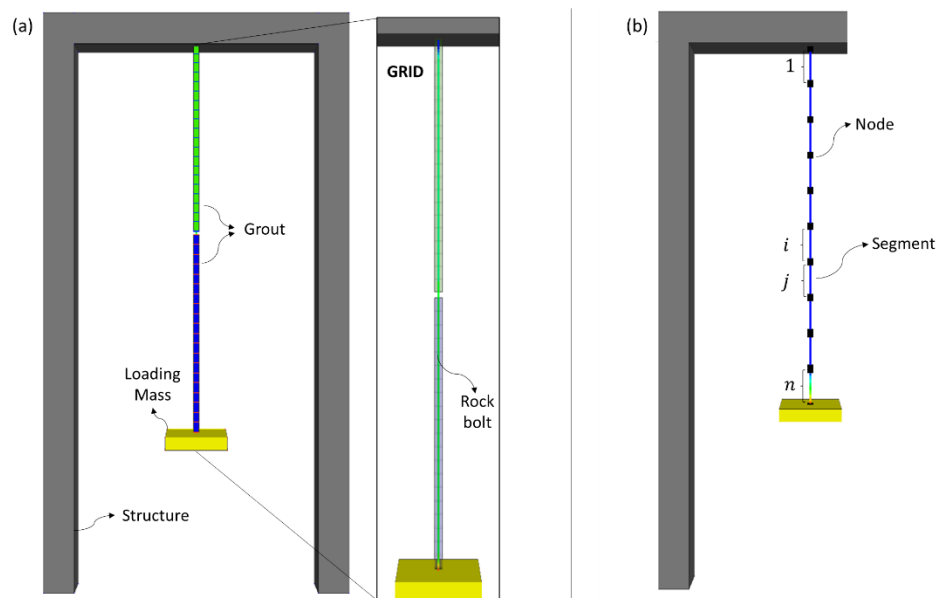 (a)
GRID
Grout
Loading
Mass
Rock
bolt
Structure
(b)
1
Node
i
Segment
j
n